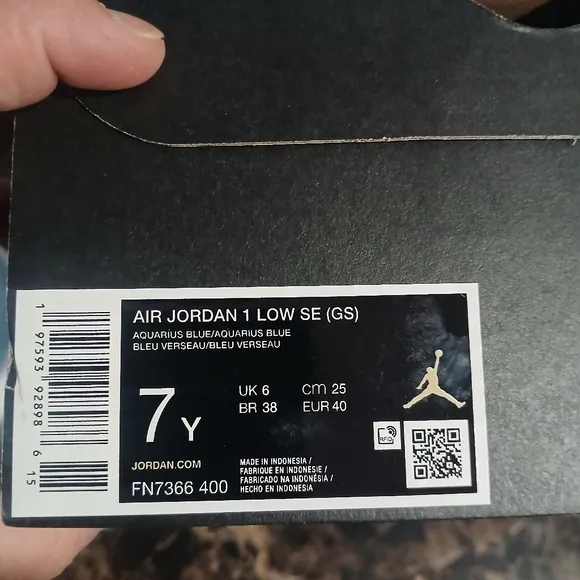 AIR JORDAN 1 LOW SE (GS)
AQUARIUS BLUE/AQUARIUS BLUE
BLEU VERSEAU/BLEU VERSEAU
7 Y
UK 6 cm 25
BR 38 EUR 40
JORDAN.COM
FN7366 400
MADE IN INDONESIA /
FABRIQUE EN INDONESIE /
FABRICADO NA INDONÉSIA /
HECHO EN INDONESIA
RFID
1 97593 92898 6 15